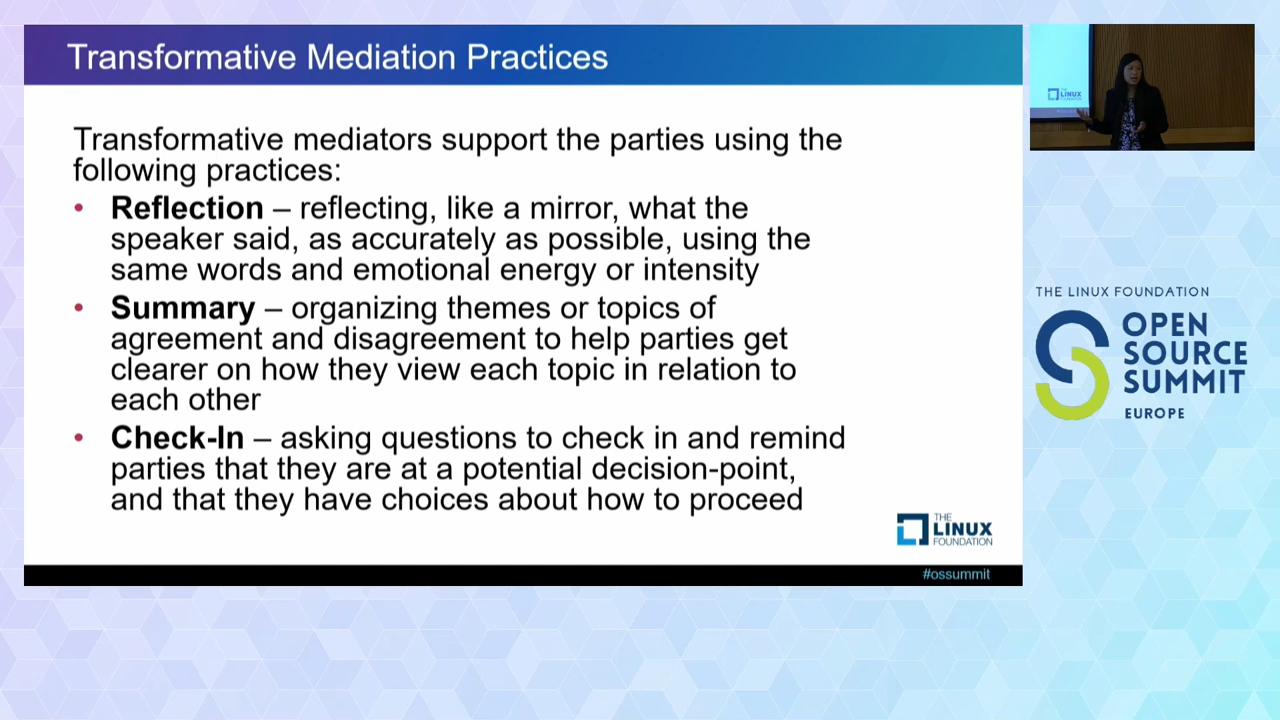 Transformative Mediation Practices
Transformative mediators support the parties using the
following practices:
• Reflection – reflecting, like a mirror, what the
speaker said, as accurately as possible, using the
same words and emotional energy or intensity
• Summary – organizing themes or topics of
agreement and disagreement to help parties get
clearer on how they view each topic in relation to
each other
• Check-In – asking questions to check in and remind
parties that they are at a potential decision-point,
and that they have choices about how to proceed
THE
LINUX
FOUNDATION
#ossummit
THE
LINUX
FOUNDATION
THE LINUX FOUNDATION
OPEN
SOURCE
SUMMIT
EUROPE